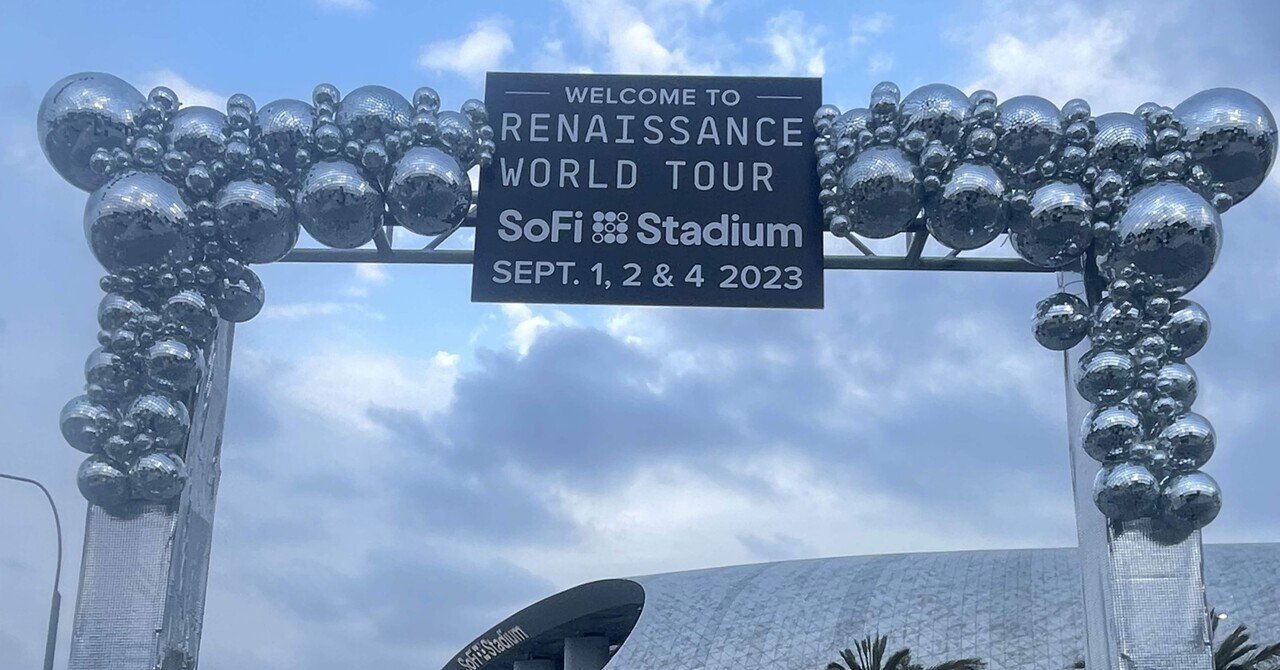 WELCOME TO
RENAISSANCE
WORLD TOUR
SoFi Stadium
SEPT. 1, 2 & 4 2023
SoFi Stadium